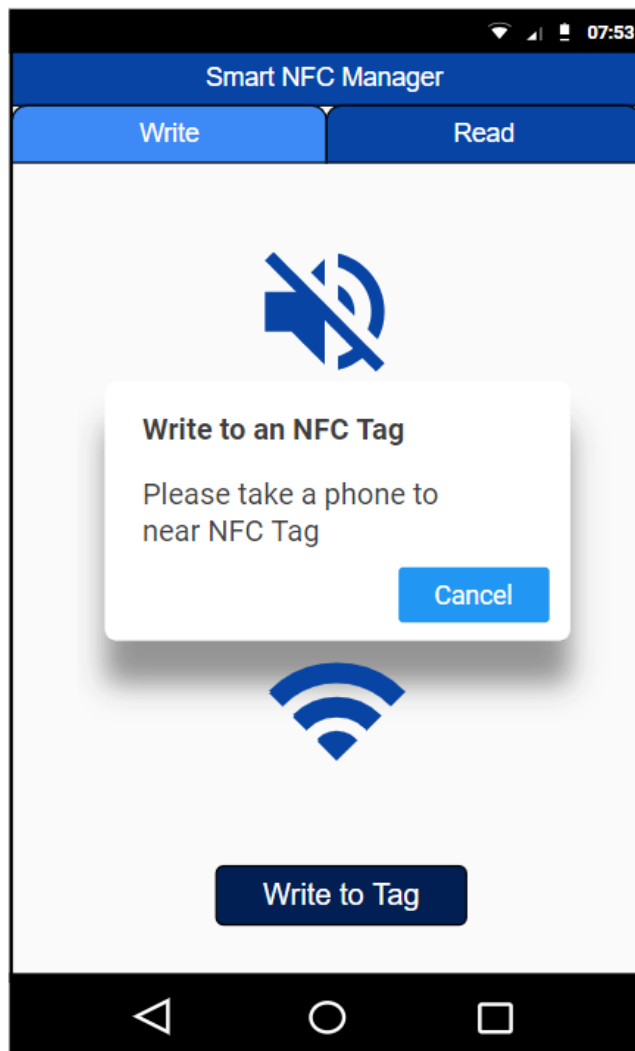 07:53
Smart NFC Manager
Write Read
Write to an NFC Tag
Please take a phone to
near NFC Tag
Cancel
Write to Tag